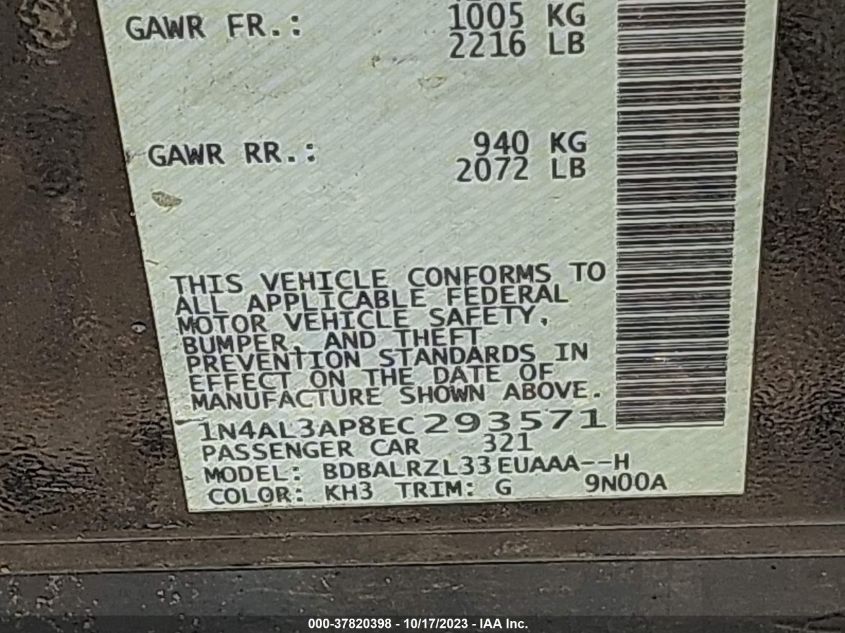 GAWR FR.: 1005 KG
2216 LB
GAWR RR.: 940 KG
2072 LB
THIS VEHICLE CONFORMS TO
ALL APPLICABLE FEDERAL
MOTOR VEHICLE SAFETY,
BUMPER, AND THEFT
PREVENTION STANDARDS IN
EFFECT ON THE DATE OF
MANUFACTURE SHOWN ABOVE.
1N4AL3AP8EC293571
PASSENGER CAR 321
MODEL: BDBALRZL33EUAAA--H
COLOR: KH3 TRIM: G 9N00A
000-37820398 - 10/17/2023 - IAA Inc.